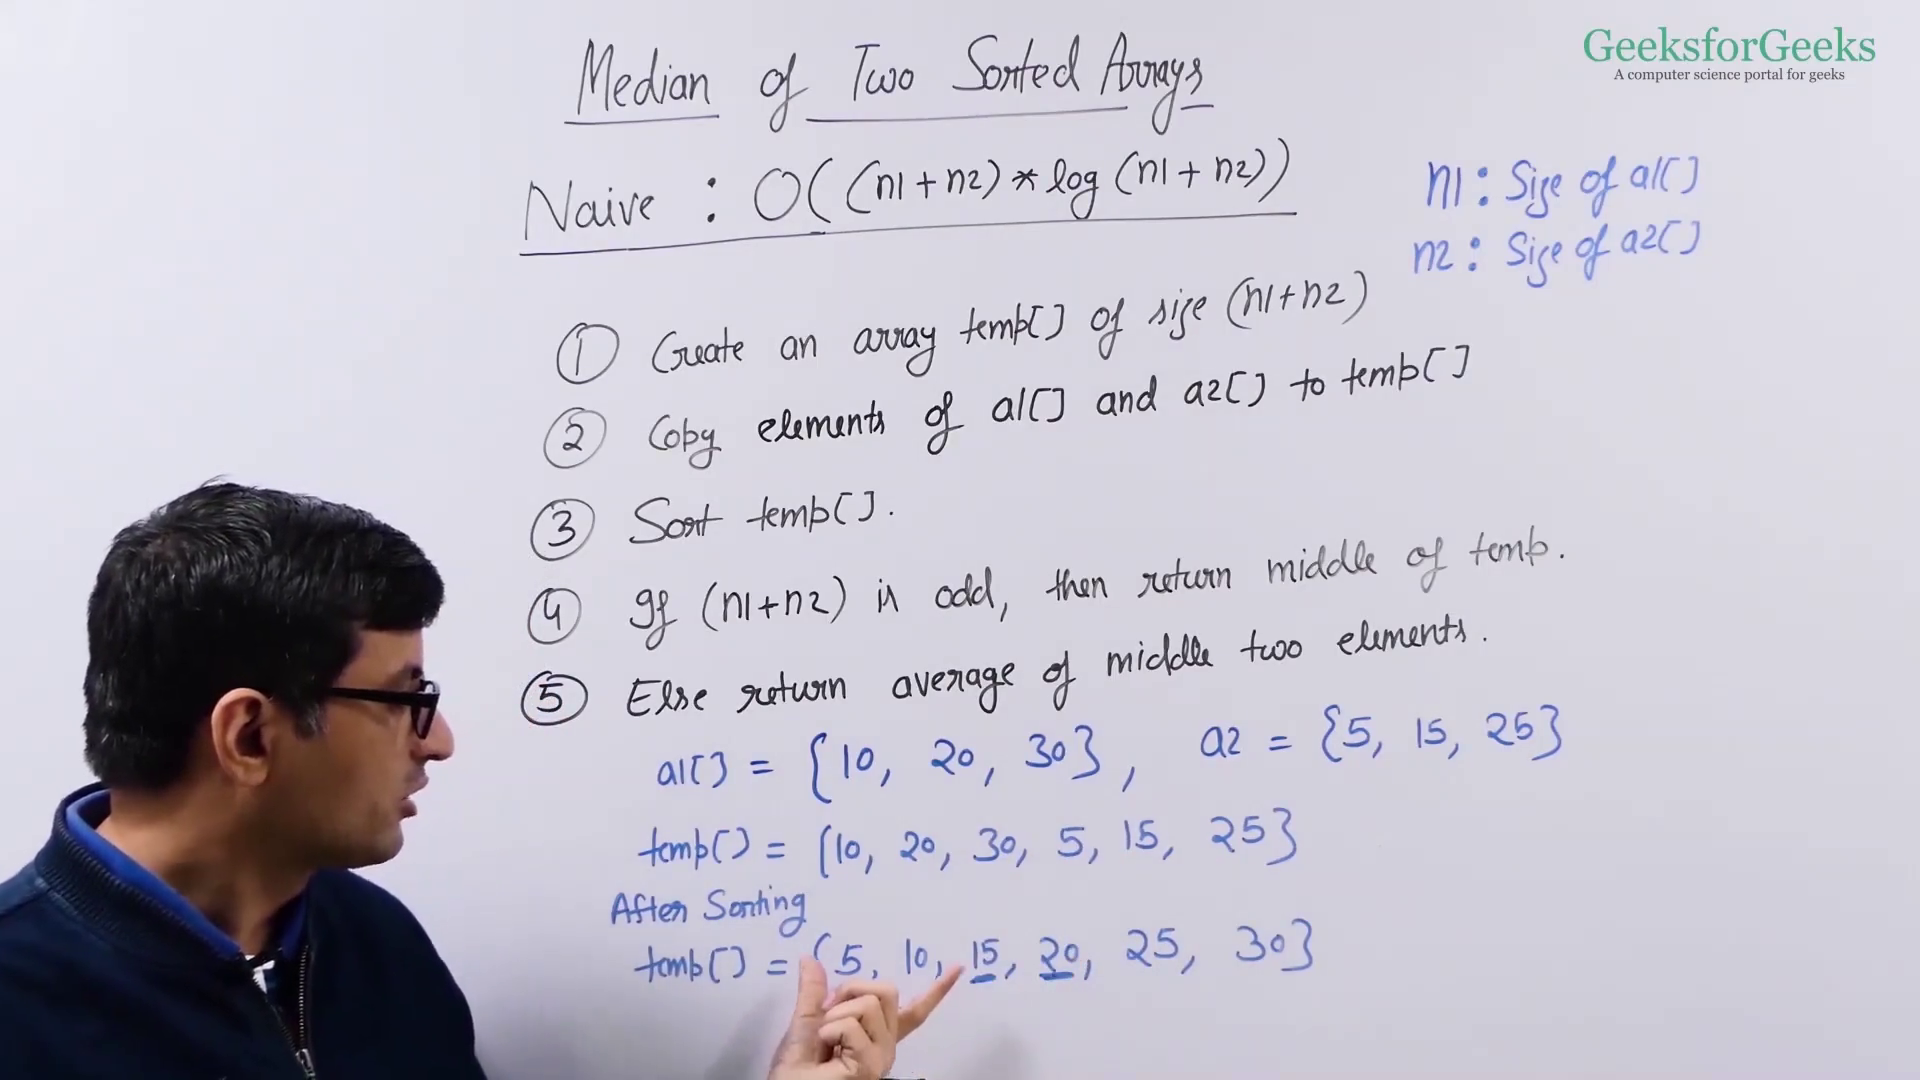 GeeksforGeeks
A computer science portal for geeks
Median of Two Sorted Arrays
Naive : O((n1+n2)*log(n1+n2))
n1 : Size of a1[]
n2 : Size of a2[]
① Create an array temp[] of size (n1+n2)
② Copy elements of a1[] and a2[] to temp[]
③ Sort temp[].
④ If (n1+n2) is odd, then return middle of temp.
⑤ Else return average of middle two elements.
a1[] = {10, 20, 30}, a2 = {5, 15, 25}
temp[] = {10, 20, 30, 5, 15, 25}
After Sorting
temp[] = {5, 10, 15, 20, 25, 30}